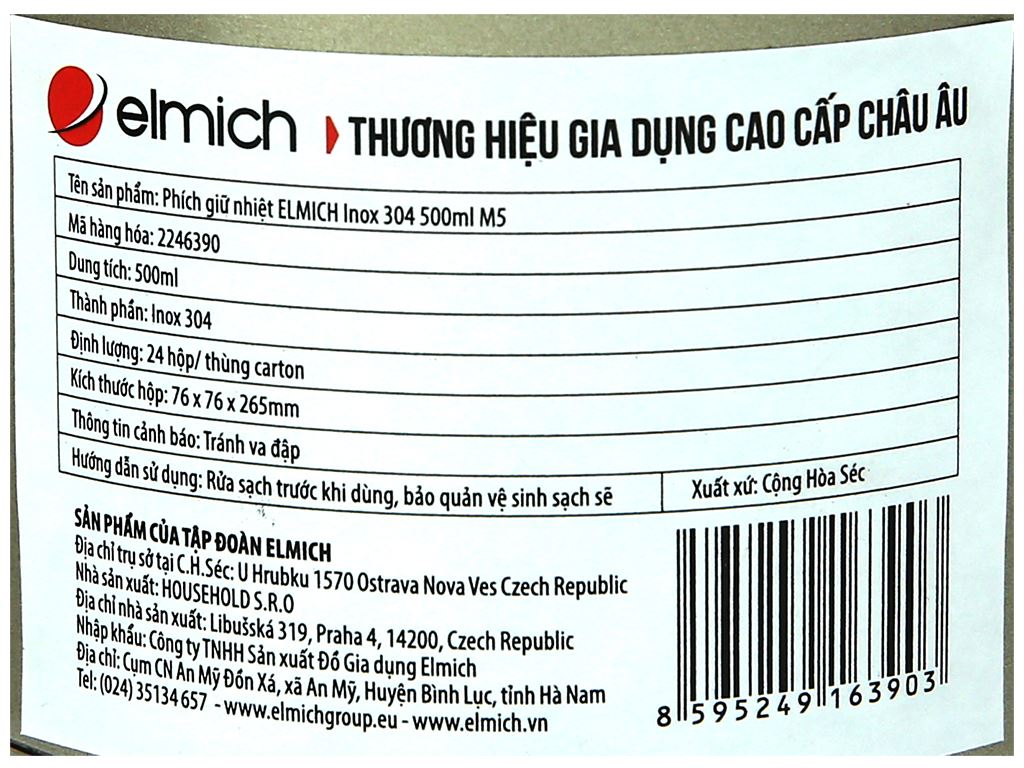 elmich THƯƠNG HIỆU GIA DỤNG CAO CẤP CHÂU ÂU
Tên sản phẩm: Phích giữ nhiệt ELMICH Inox 304 500ml M5
Mã hàng hóa: 2246390
Dung tích: 500ml
Thành phần: Inox 304
Định lượng: 24 hộp/ thùng carton
Kích thước hộp: 76 x 76 x 265mm
Thông tin cảnh báo: Tránh va đập
Hướng dẫn sử dụng: Rửa sạch trước khi dùng, bảo quản vệ sinh sạch sẽ
Xuất xứ: Cộng Hòa Séc
SẢN PHẨM CỦA TẬP ĐOÀN ELMICH
Địa chỉ trụ sở tại C.H.Séc: U Hrubku 1570 Ostrava Nova Ves Czech Republic
Nhà sản xuất: HOUSEHOLD S.R.O
Địa chỉ nhà sản xuất: Libušská 319, Praha 4, 14200, Czech Republic
Nhập khẩu: Công ty TNHH Sản xuất Đồ Gia dụng Elmich
Địa chỉ: Cụm CN An Mỹ Đồn Xá, xã An Mỹ, Huyện Bình Lục, tỉnh Hà Nam
Tel: (024) 35134 657 - www.elmichgroup.eu - www.elmich.vn
8 595249 163903